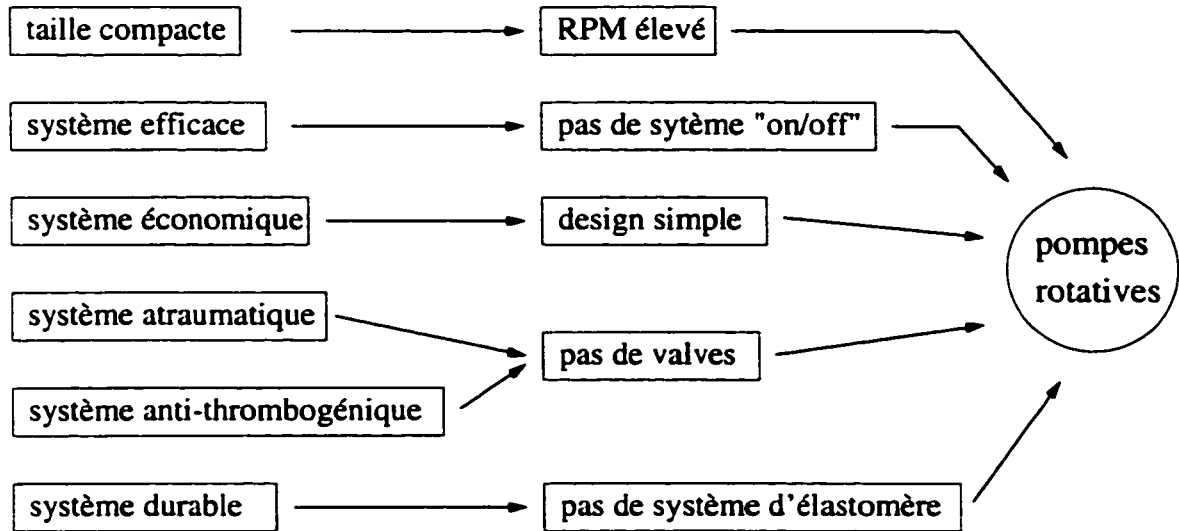 taille compacte
RPM élevé
système efficace
pas de sytème "on/off"
système économique
design simple
pompes
rotatives
système atraumatique
pas de valves
système anti-thrombogénique
système durable
pas de système d'élastomère